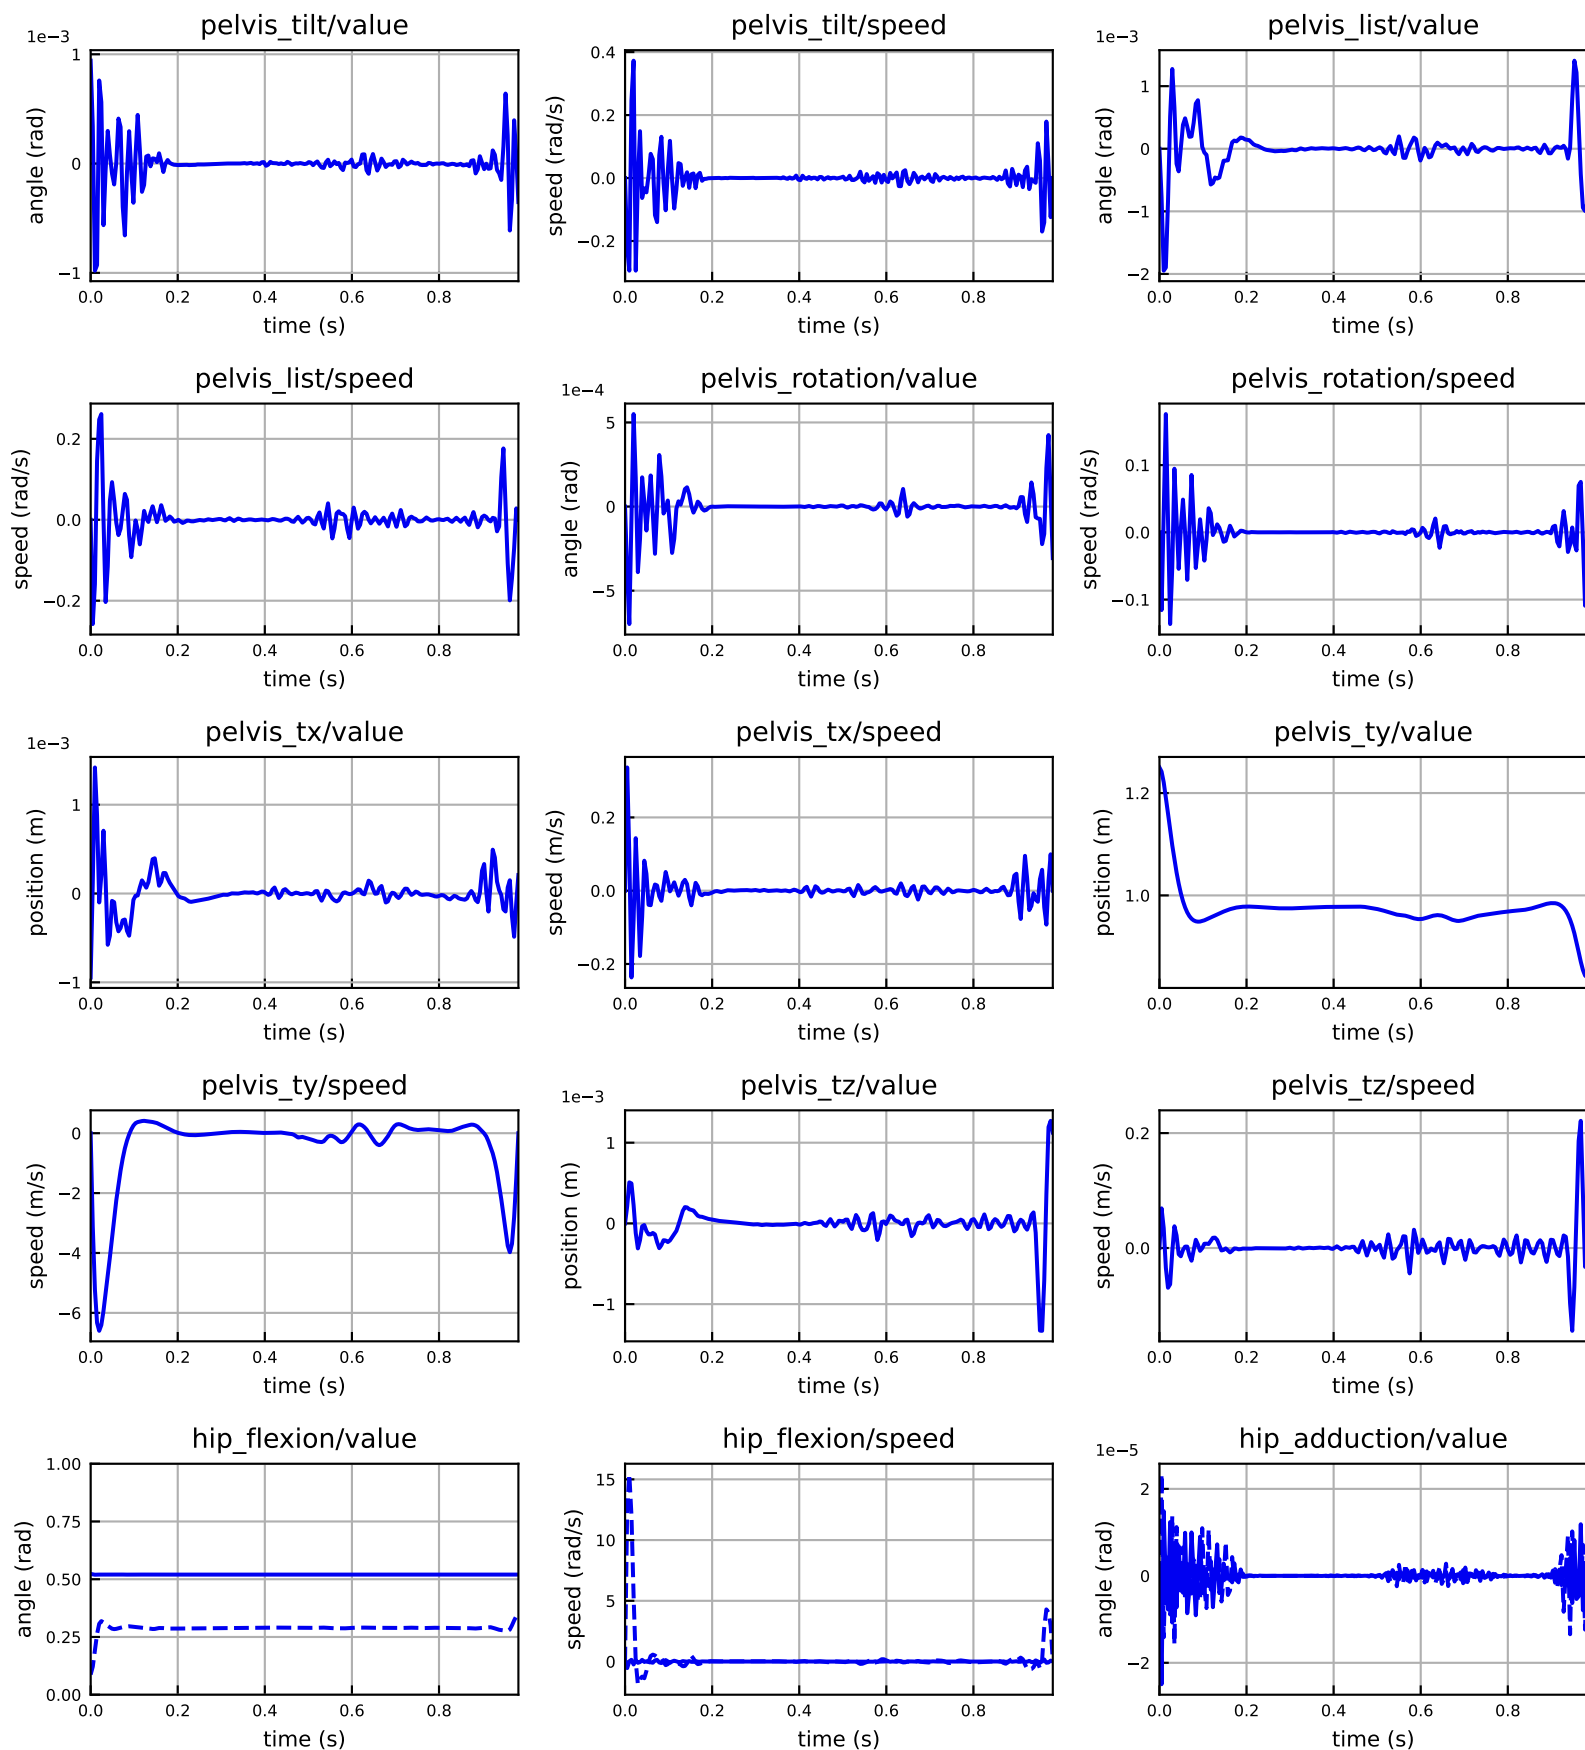 pelvis_tilt/value
1e−3
angle (rad)
1
0
−1
0.0 0.2 0.4 0.6 0.8
time (s)
pelvis_tilt/speed
speed (rad/s)
0.4
0.2
0.0
−0.2
0.0 0.2 0.4 0.6 0.8
time (s)
pelvis_list/value
1e−3
angle (rad)
1
0
−1
−2
0.0 0.2 0.4 0.6 0.8
time (s)
pelvis_list/speed
speed (rad/s)
0.2
0.0
−0.2
0.0 0.2 0.4 0.6 0.8
time (s)
pelvis_rotation/value
1e−4
angle (rad)
5
0
−5
0.0 0.2 0.4 0.6 0.8
time (s)
pelvis_rotation/speed
speed (rad/s)
0.1
0.0
−0.1
0.0 0.2 0.4 0.6 0.8
time (s)
pelvis_tx/value
1e−3
position (m)
1
0
−1
0.0 0.2 0.4 0.6 0.8
time (s)
pelvis_tx/speed
speed (m/s)
0.2
0.0
−0.2
0.0 0.2 0.4 0.6 0.8
time (s)
pelvis_ty/value
position (m)
1.2
1.0
0.0 0.2 0.4 0.6 0.8
time (s)
pelvis_ty/speed
speed (m/s)
0
−2
−4
−6
0.0 0.2 0.4 0.6 0.8
time (s)
pelvis_tz/value
1e−3
position (m)
1
0
−1
0.0 0.2 0.4 0.6 0.8
time (s)
pelvis_tz/speed
speed (m/s)
0.2
0.0
0.0 0.2 0.4 0.6 0.8
time (s)
hip_flexion/value
angle (rad)
1.00
0.75
0.50
0.25
0.00
0.0 0.2 0.4 0.6 0.8
time (s)
hip_flexion/speed
speed (rad/s)
15
10
5
0
0.0 0.2 0.4 0.6 0.8
time (s)
hip_adduction/value
1e−5
angle (rad)
2
0
−2
0.0 0.2 0.4 0.6 0.8
time (s)